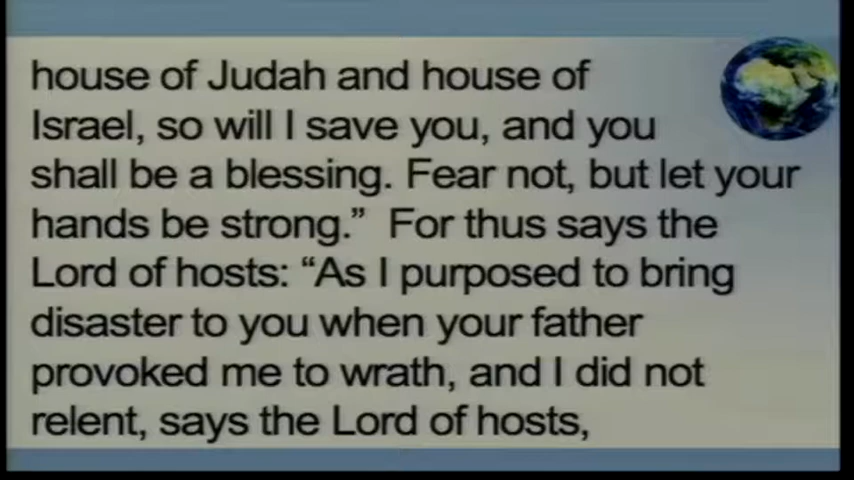 house of Judah and house of
Israel, so will I save you, and you
shall be a blessing. Fear not, but let your
hands be strong.”  For thus says the
Lord of hosts: “As I purposed to bring
disaster to you when your father
provoked me to wrath, and I did not
relent, says the Lord of hosts,